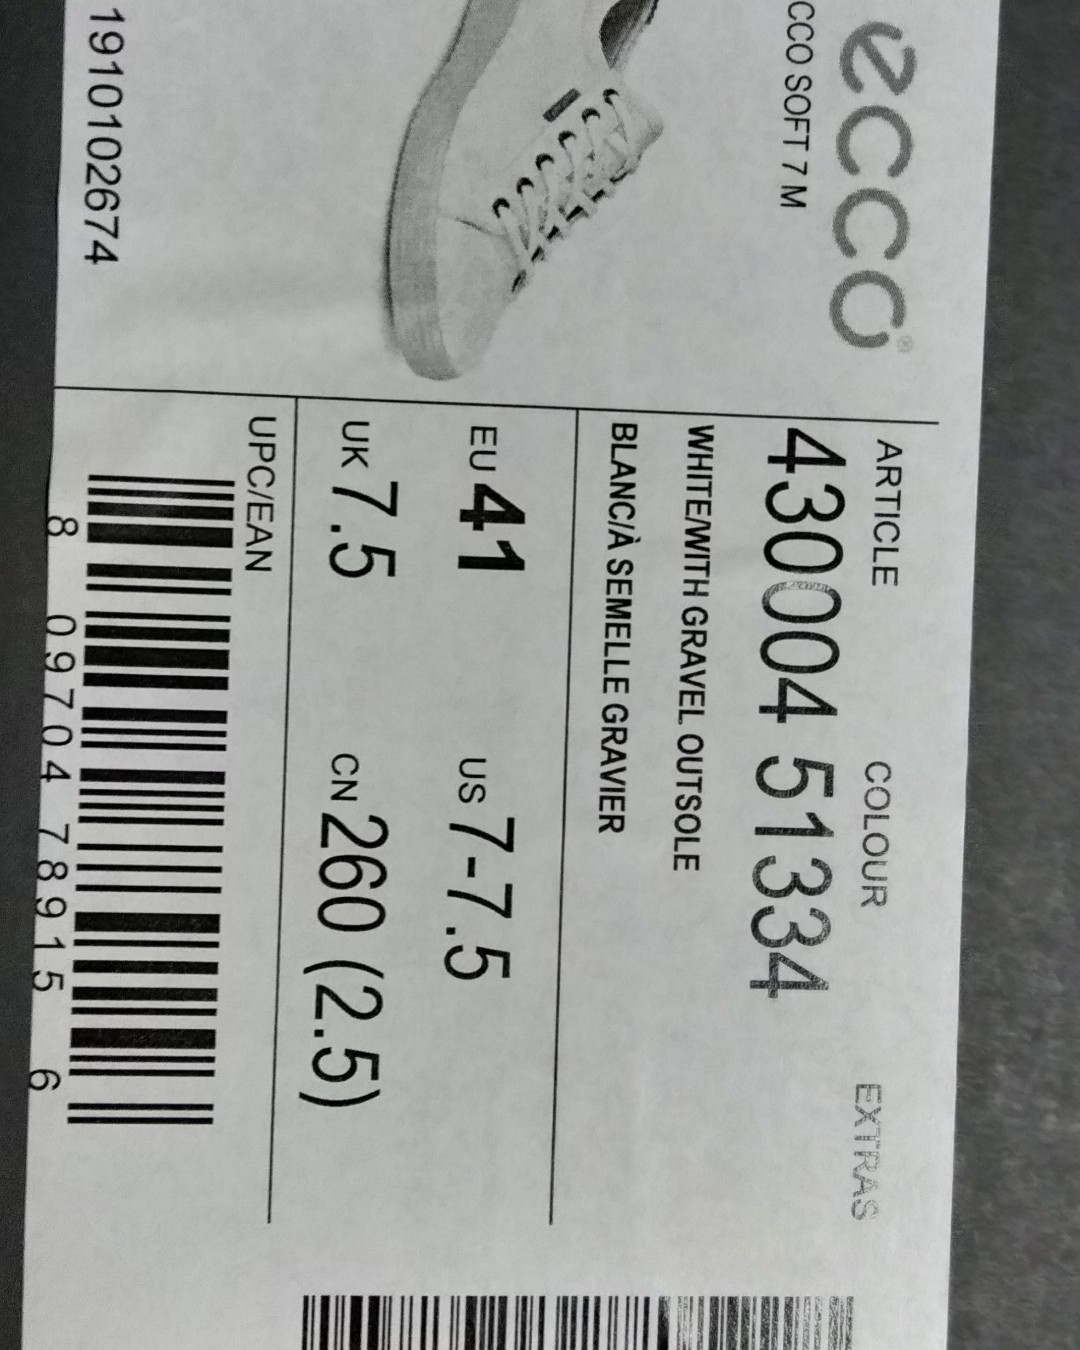 ecco®
CCO SOFT 7 M
1910102674
ARTICLE COLOUR EXTRAS
430004 51334
WHITE/WITH GRAVEL OUTSOLE
BLANC/À SEMELLE GRAVIER
EU 41 US 7-7.5
UK 7.5 CN 260 (2.5)
UPC/EAN
8 09704 78915 6